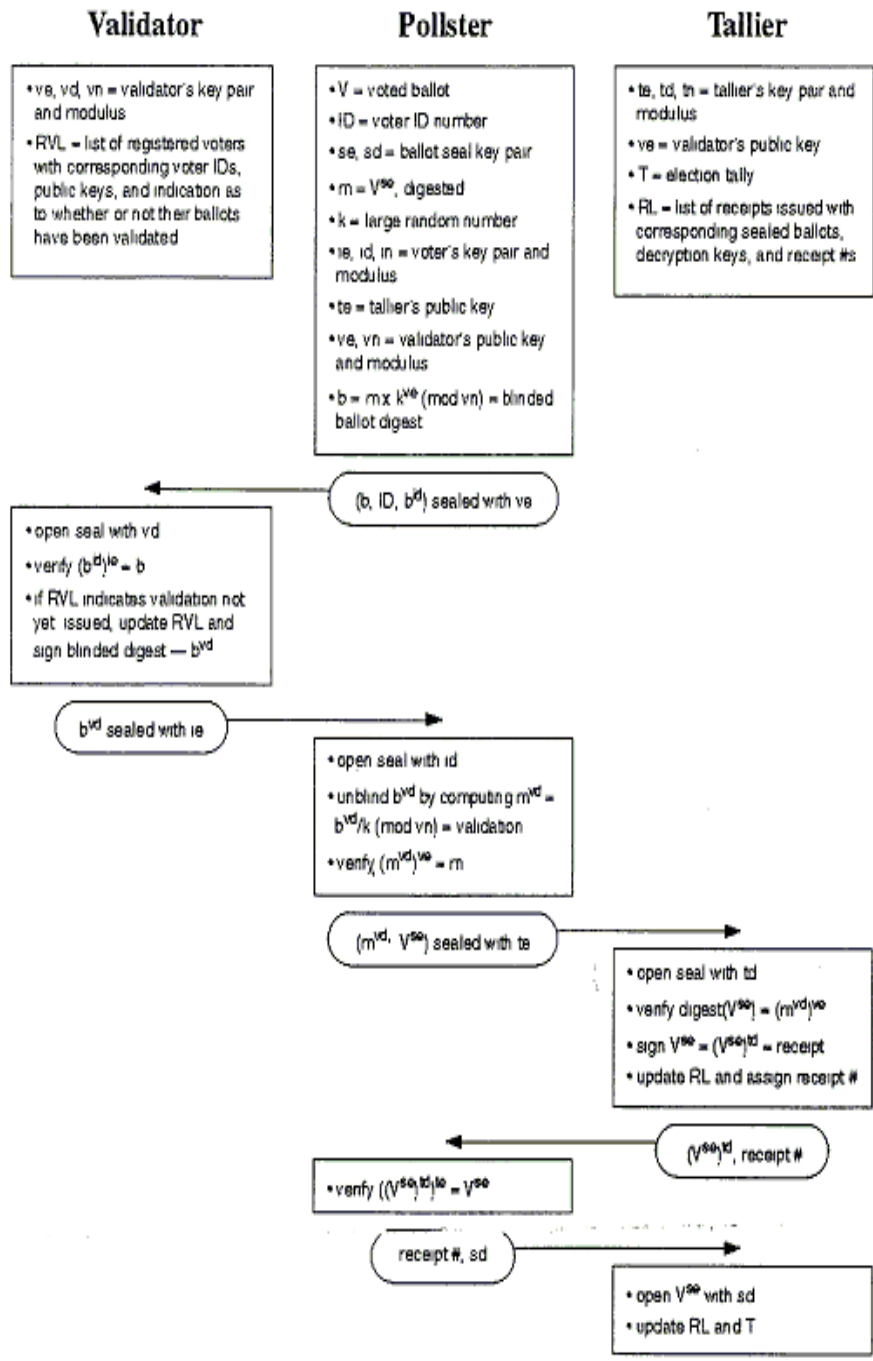 Validator
Pollster
Tallier
• ve, vd, vn = validator's key pair
and modulus
• RVL = list of registered voters
with corresponding voter IDs,
public keys, and indication as
to whether or not their ballots
have been validated
• V = voted ballot
• ID = voter ID number
• se, sd = ballot seal key pair
• m = V^se, digested
• k = large random number
• ie, id, in = voter's key pair and
modulus
• te = tallier's public key
• ve, vn = validator's public key
and modulus
• b = m x k^ve (mod vn) = blinded
ballot digest
• te, td, tn = tallier's key pair and
modulus
• ve = validator's public key
• T = election tally
• RL = list of receipts issued with
corresponding sealed ballots,
decryption keys, and receipt #s
(b, ID, b^id) sealed with ve
• open seal with vd
• verify (b^id)^ie = b
• if RVL indicates validation not
yet issued, update RVL and
sign blinded digest — b^vd
b^vd sealed with ie
• open seal with id
• unblind b^vd by computing m^vd =
b^vd/k (mod vn) = validation
• verify (m^vd)^ve = m
(m^vd, V^se) sealed with te
• open seal with td
• verify digest(V^se) = (m^vd)^ve
• sign V^se = (V^se)^td = receipt
• update RL and assign receipt #
(V^se)^td, receipt #
• verify ((V^se)^td)^te = V^se
receipt #, sd
• open V^se with sd
• update RL and T